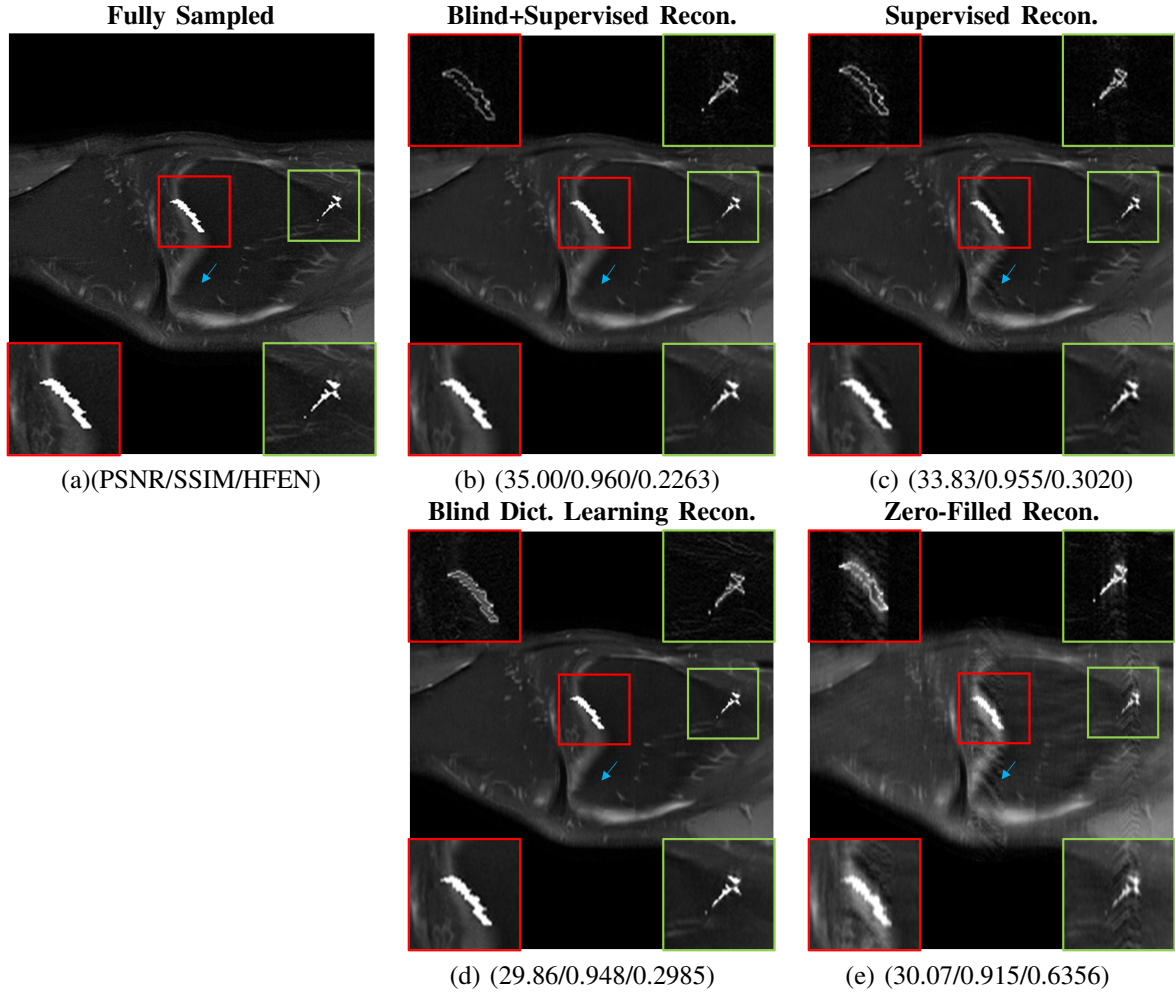 Fully Sampled
Blind+Supervised Recon.
Supervised Recon.
(a)(PSNR/SSIM/HFEN)
(b) (35.00/0.960/0.2263)
(c) (33.83/0.955/0.3020)
Blind Dict. Learning Recon.
Zero-Filled Recon.
(d) (29.86/0.948/0.2985)
(e) (30.07/0.915/0.6356)